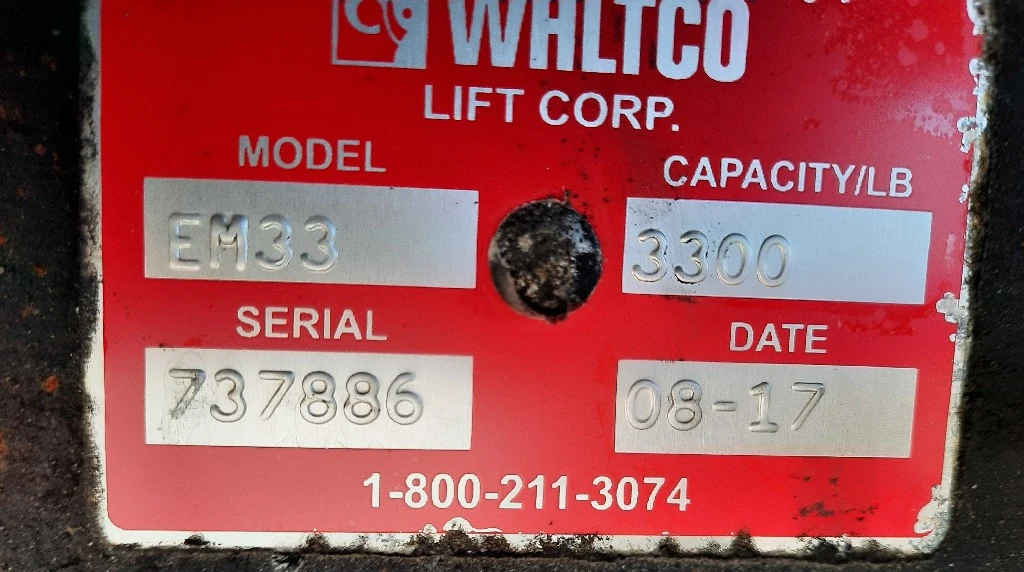 WALTCO
LIFT CORP.
MODEL
EM33
CAPACITY/LB
3300
SERIAL
737886
DATE
08-17
1-800-211-3074